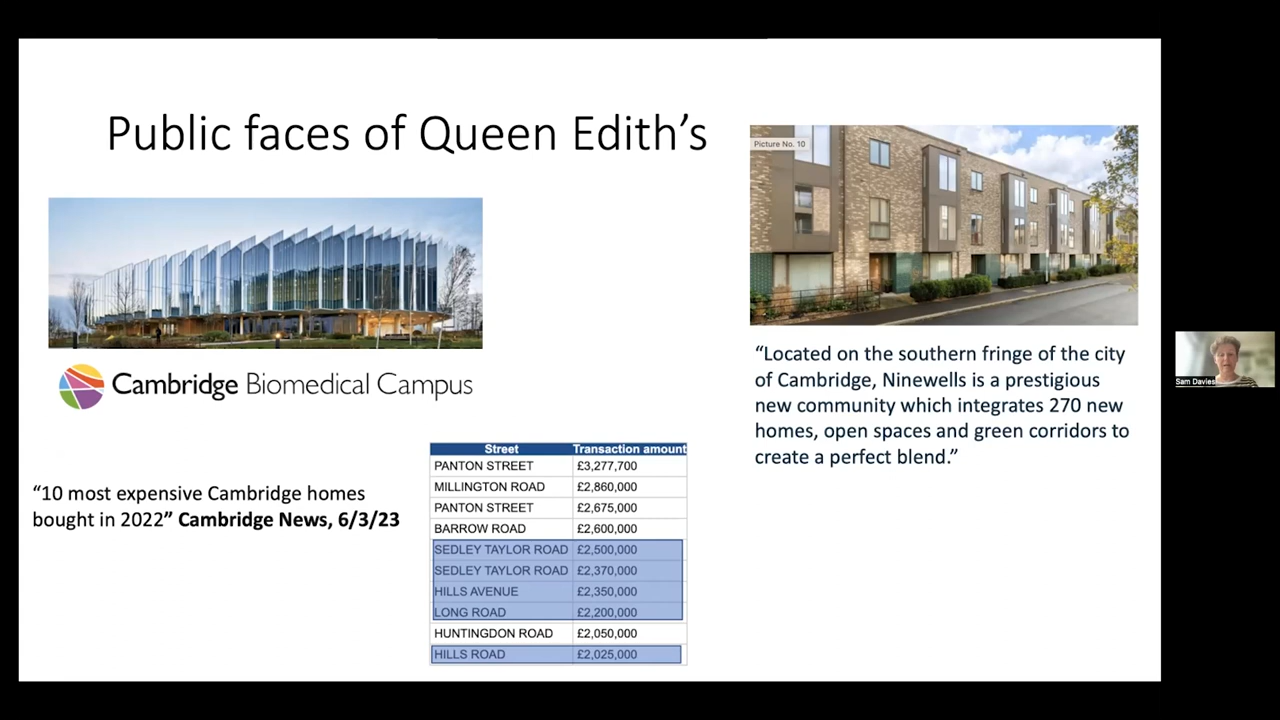 Public faces of Queen Edith's
Picture No. 10
Cambridge Biomedical Campus
"Located on the southern fringe of the city
of Cambridge, Ninewells is a prestigious
new community which integrates 270 new
homes, open spaces and green corridors to
create a perfect blend."
"10 most expensive Cambridge homes
bought in 2022" Cambridge News, 6/3/23
Street Transaction amount
PANTON STREET £3,277,700
MILLINGTON ROAD £2,860,000
PANTON STREET £2,675,000
BARROW ROAD £2,600,000
SEDLEY TAYLOR ROAD £2,500,000
SEDLEY TAYLOR ROAD £2,370,000
HILLS AVENUE £2,350,000
LONG ROAD £2,200,000
HUNTINGDON ROAD £2,050,000
HILLS ROAD £2,025,000
Sam Davies